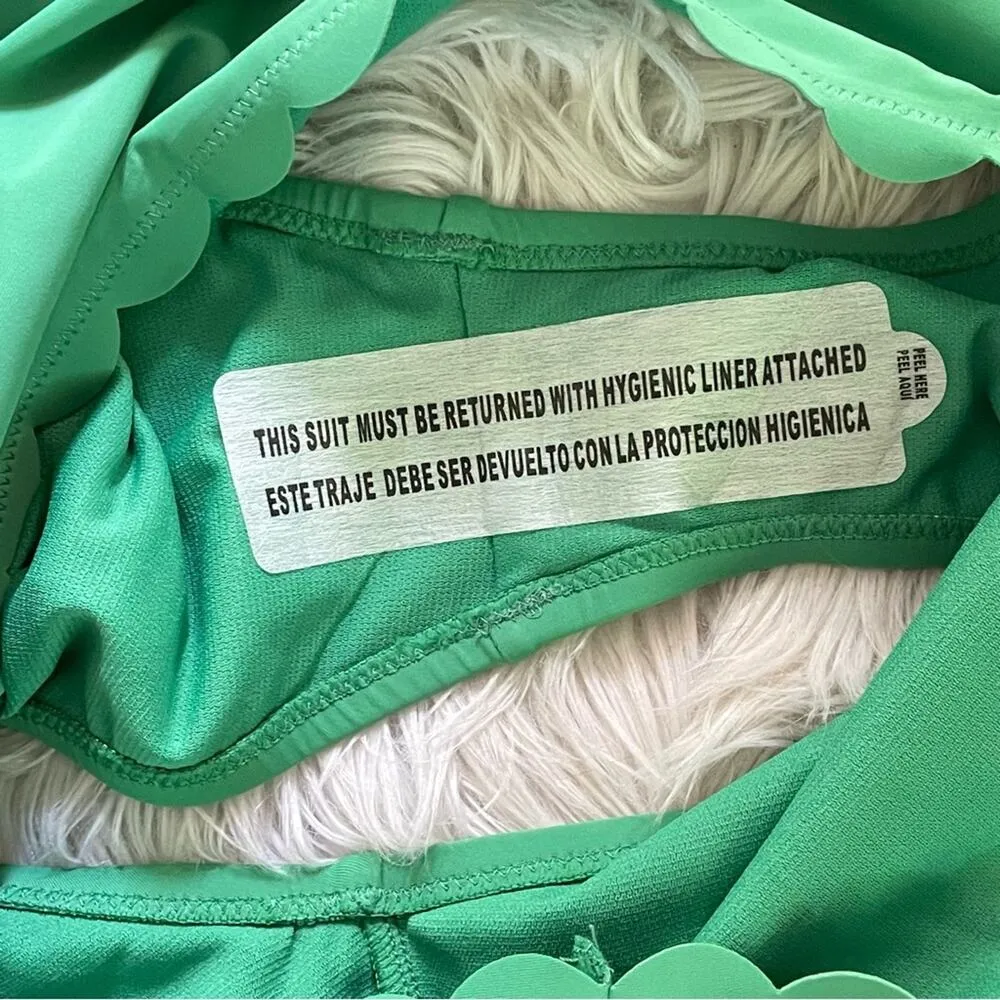 THIS SUIT MUST BE RETURNED WITH HYGIENIC LINER ATTACHED
ESTE TRAJE DEBE SER DEVUELTO CON LA PROTECCION HIGIENICA
PEEL HERE
PEEL AQUÍ